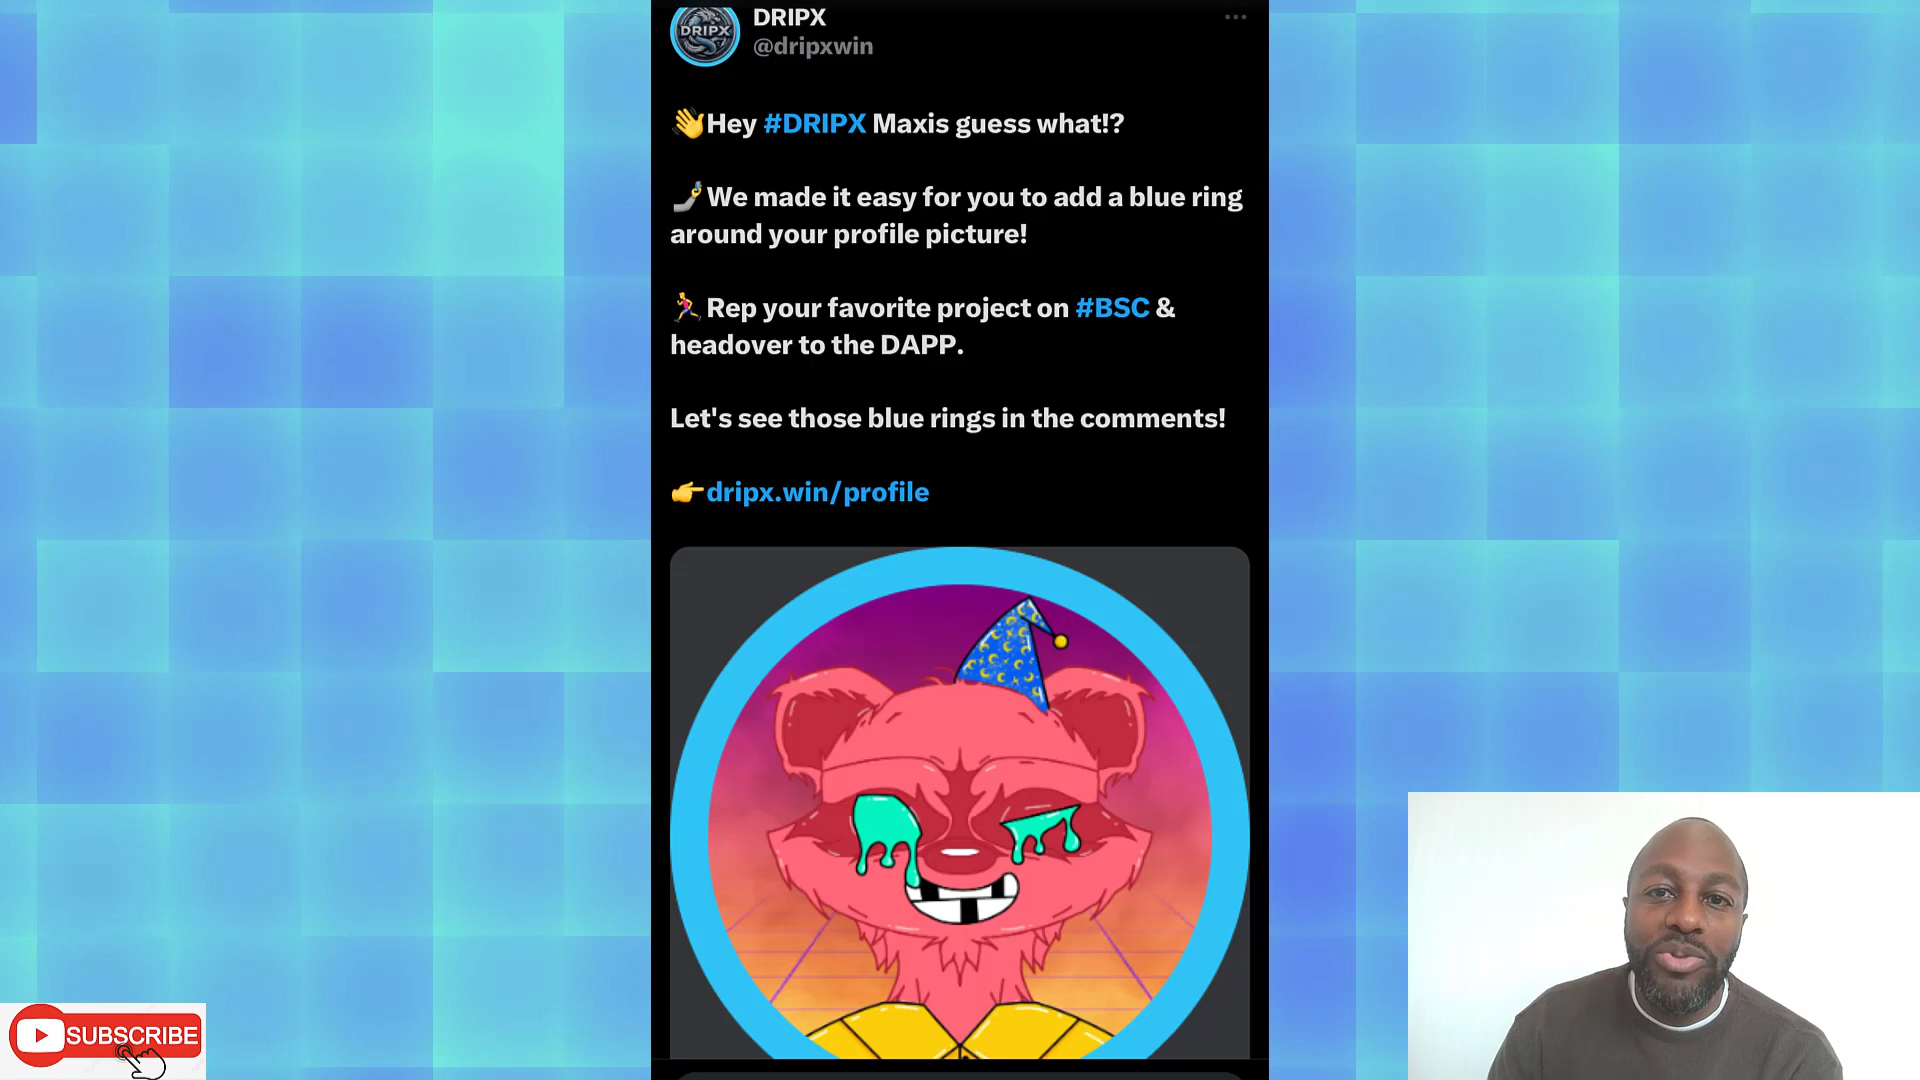 DRIPX
DRIPX
@dripxwin
👋Hey #DRIPX Maxis guess what!?
🤳We made it easy for you to add a blue ring
around your profile picture!
🏃‍♀️Rep your favorite project on #BSC &
headover to the DAPP.
Let's see those blue rings in the comments!
👉dripx.win/profile
SUBSCRIBE